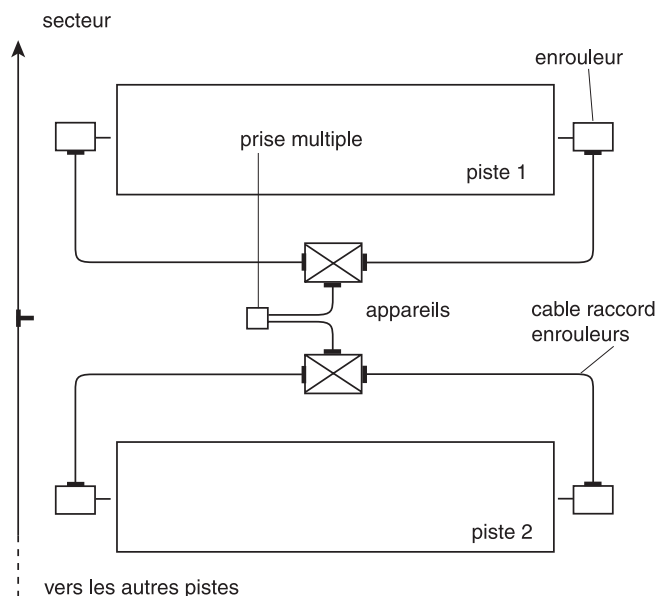 secteur
enrouleur
prise multiple
piste 1
appareils
cable raccord
enrouleurs
piste 2
vers les autres pistes